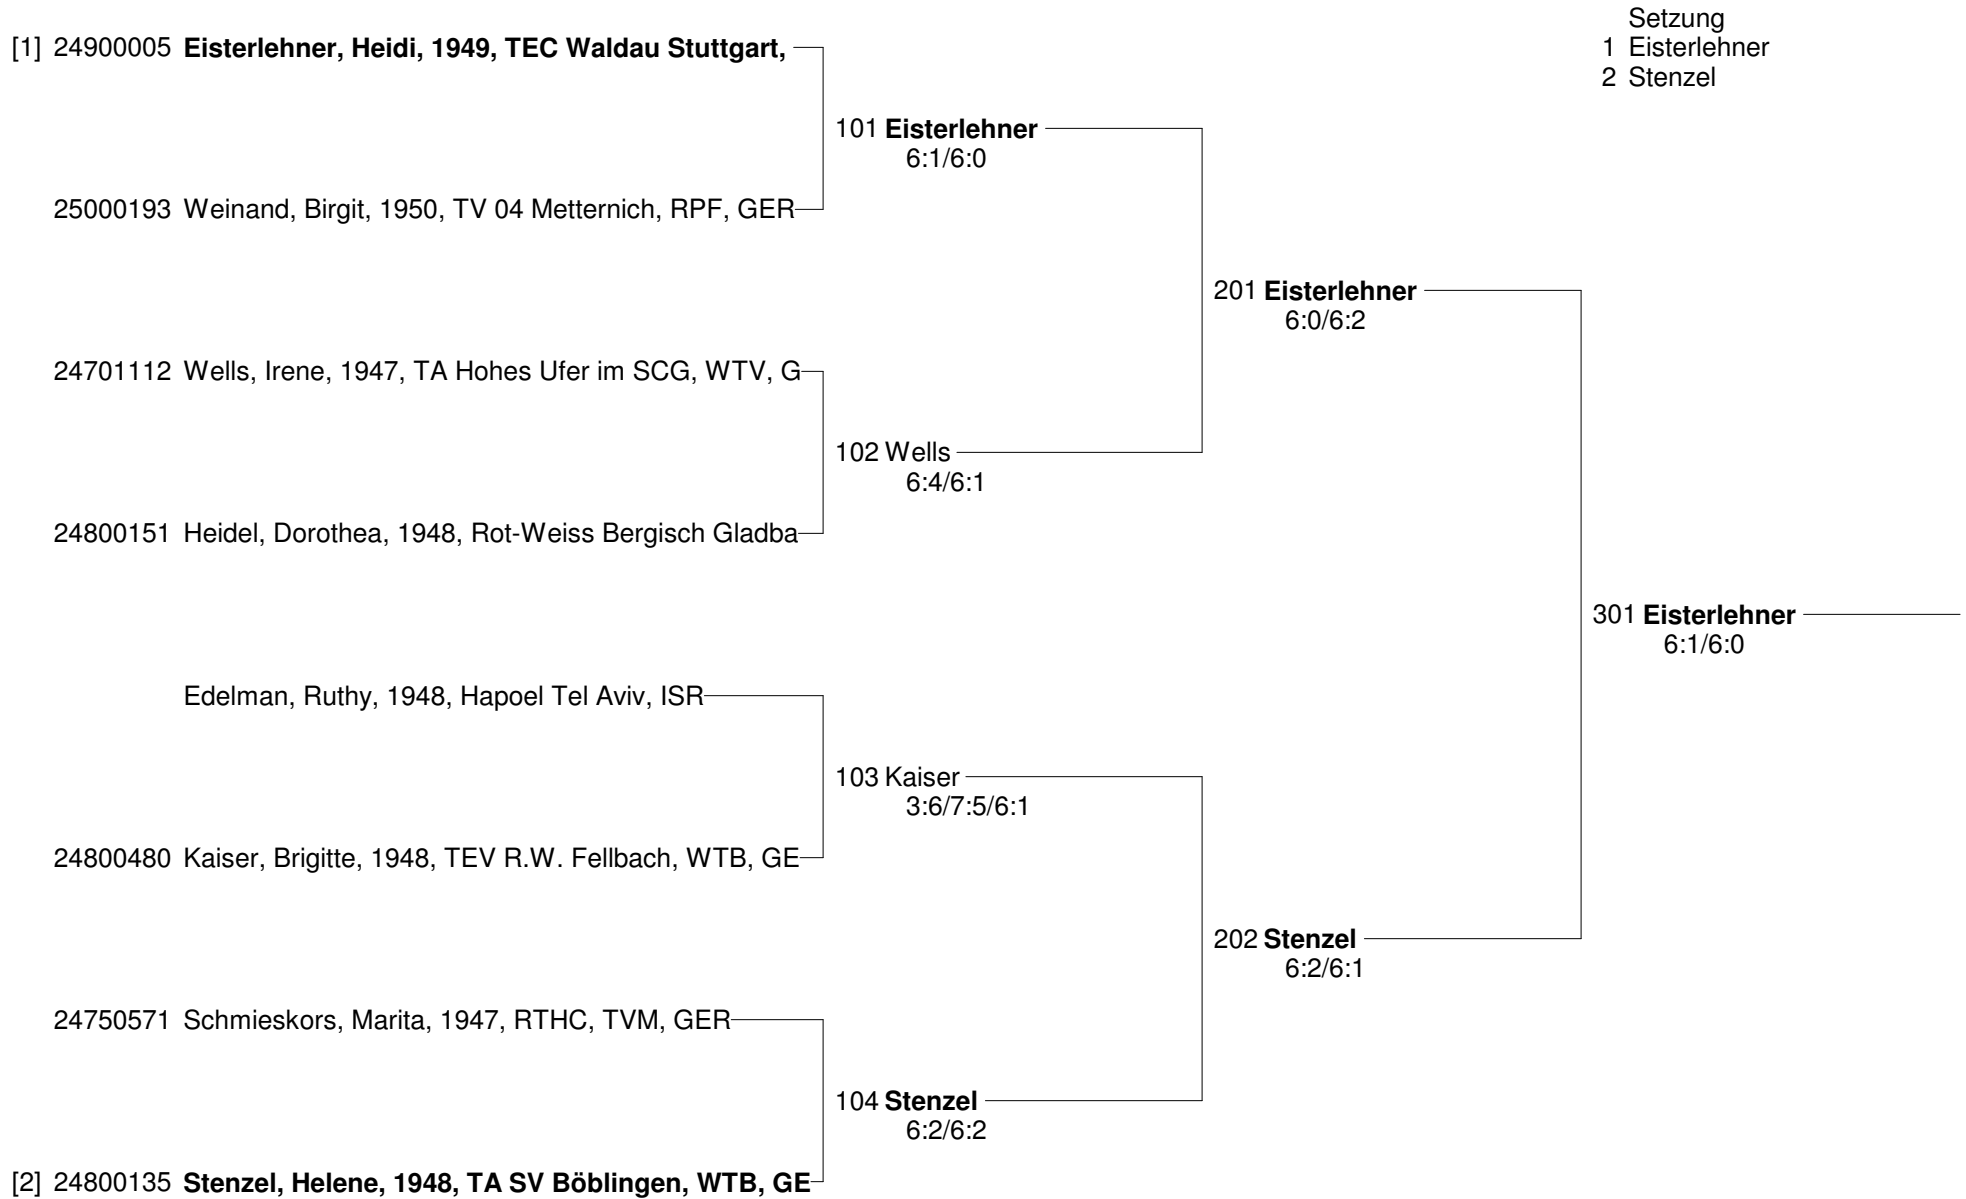 Setzung
1 Eisterlehner
2 Stenzel
[1] 24900005 Eisterlehner, Heidi, 1949, TEC Waldau Stuttgart,
101 Eisterlehner
6:1/6:0
25000193 Weinand, Birgit, 1950, TV 04 Metternich, RPF, GER
201 Eisterlehner
6:0/6:2
24701112 Wells, Irene, 1947, TA Hohes Ufer im SCG, WTV, G
102 Wells
6:4/6:1
24800151 Heidel, Dorothea, 1948, Rot-Weiss Bergisch Gladba
301 Eisterlehner
6:1/6:0
Edelman, Ruthy, 1948, Hapoel Tel Aviv, ISR
103 Kaiser
3:6/7:5/6:1
24800480 Kaiser, Brigitte, 1948, TEV R.W. Fellbach, WTB, GE
202 Stenzel
6:2/6:1
24750571 Schmieskors, Marita, 1947, RTHC, TVM, GER
104 Stenzel
6:2/6:2
[2] 24800135 Stenzel, Helene, 1948, TA SV Böblingen, WTB, GE